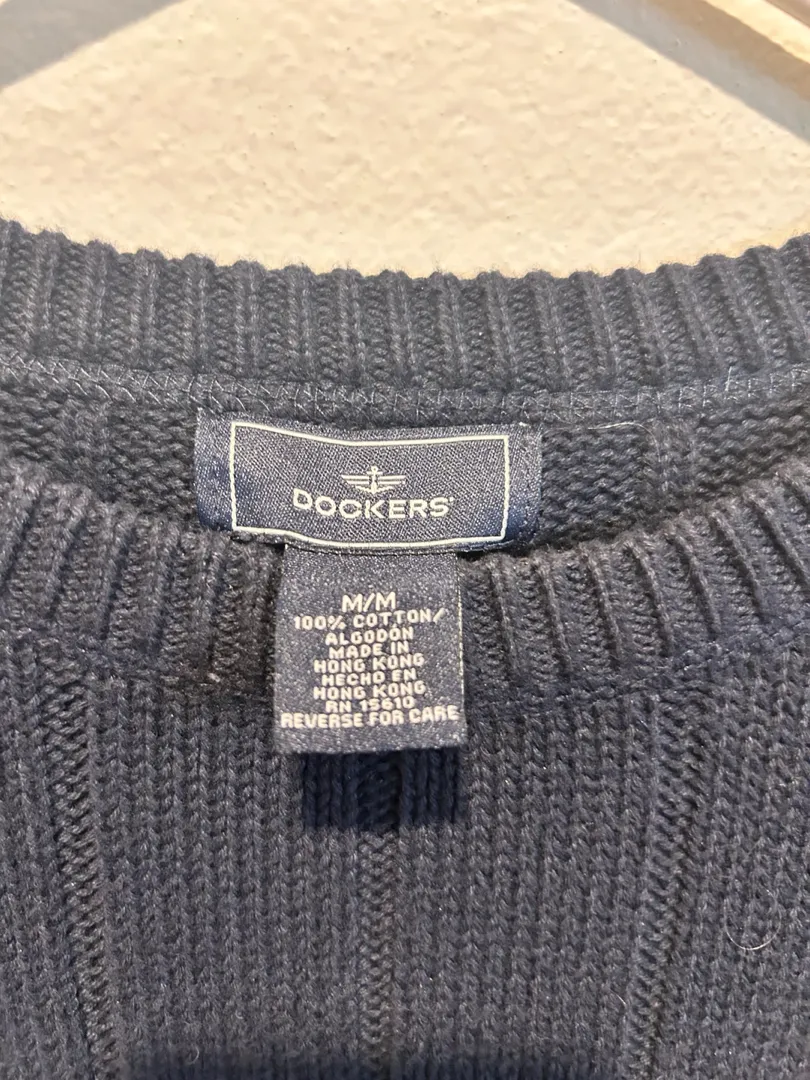 DOCKERS®
M/M
100% COTTON/
ALGODÓN
MADE IN
HONG KONG
HECHO EN
HONG KONG
RN 15610
REVERSE FOR CARE